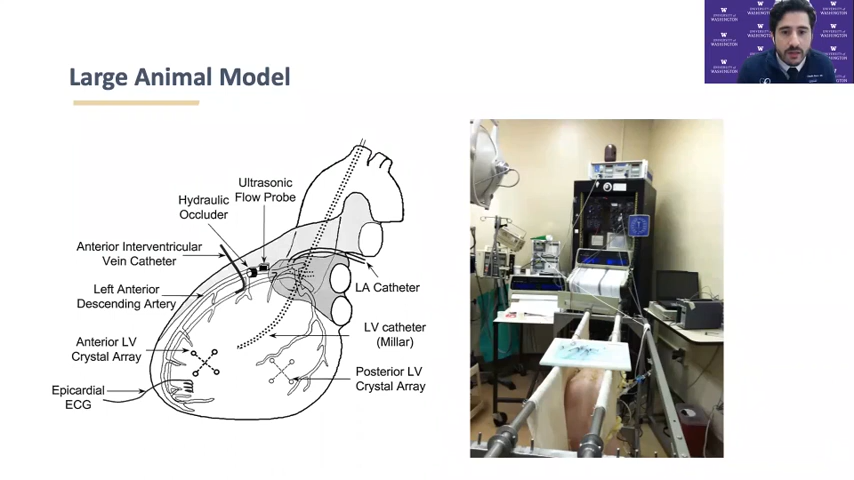 Large Animal Model
Ultrasonic
Flow Probe
Hydraulic
Occluder
Anterior Interventricular
Vein Catheter
Left Anterior
Descending Artery
Anterior LV
Crystal Array
Epicardial
ECG
LA Catheter
LV catheter
(Millar)
Posterior LV
Crystal Array
W
UNIVERSITY of
WASHINGTON